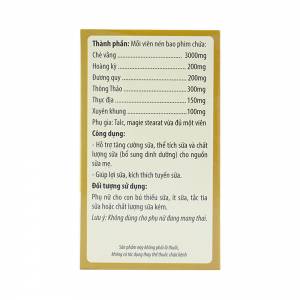 Thành phần: Mỗi viên nén bao phim chứa:
Chè vằng 3000mg
Hoàng kỳ 200mg
Đương quy 200mg
Thông Thảo 300mg
Thục địa 150mg
Xuyên khung 100mg
Phụ gia: Talc, magie stearat vừa đủ một viên
Công dụng:
- Hỗ trợ tăng cường sữa, thể tích sữa và chất
lượng sữa (bổ sung dinh dưỡng) cho nguồn
sữa mẹ.
- Giúp lợi sữa, kích thích tuyến sữa.
Đối tượng sử dụng:
Phụ nữ cho con bú thiếu sữa, ít sữa, tắc tia
sữa hoặc chất lượng sữa kém.
Lưu ý: Không dùng cho phụ nữ đang mang thai.
Sản phẩm này không phải là thuốc,
không có tác dụng thay thế thuốc chữa bệnh